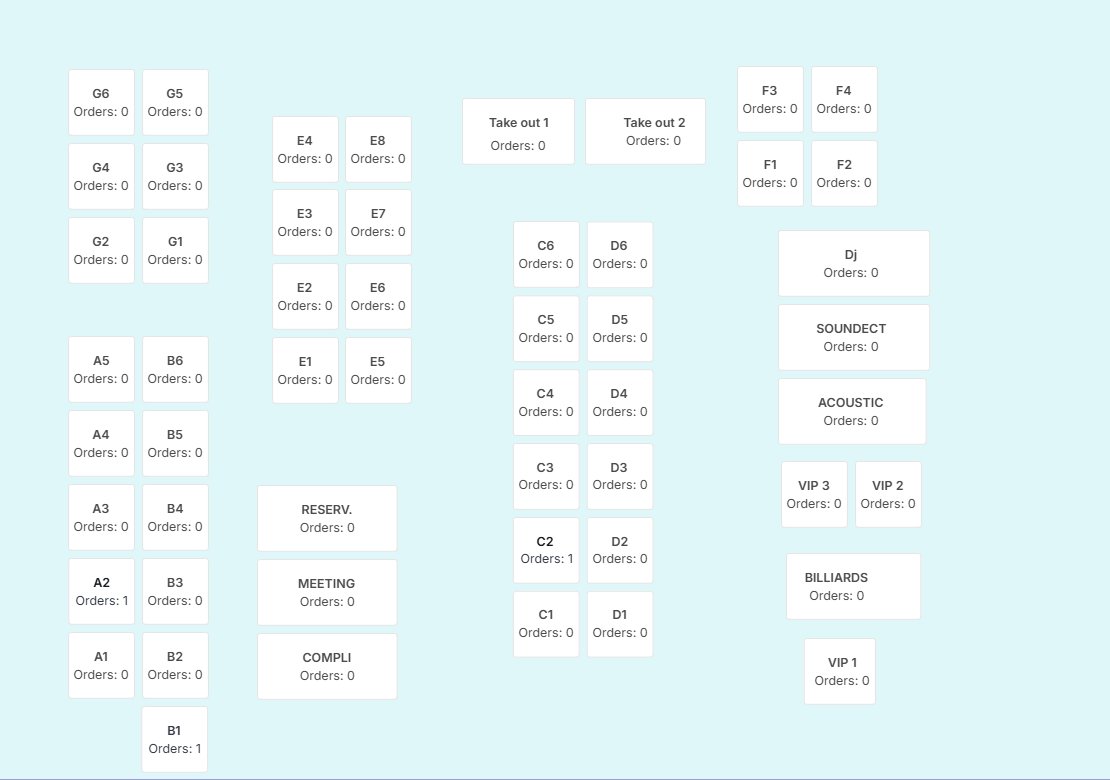 G6
Orders: 0
G5
Orders: 0
G4
Orders: 0
G3
Orders: 0
G2
Orders: 0
G1
Orders: 0
A5
Orders: 0
B6
Orders: 0
A4
Orders: 0
B5
Orders: 0
A3
Orders: 0
B4
Orders: 0
A2
Orders: 1
B3
Orders: 0
A1
Orders: 0
B2
Orders: 0
B1
Orders: 1
E4
Orders: 0
E8
Orders: 0
E3
Orders: 0
E7
Orders: 0
E2
Orders: 0
E6
Orders: 0
E1
Orders: 0
E5
Orders: 0
RESERV.
Orders: 0
MEETING
Orders: 0
COMPLI
Orders: 0
Take out 1
Orders: 0
Take out 2
Orders: 0
C6
Orders: 0
D6
Orders: 0
C5
Orders: 0
D5
Orders: 0
C4
Orders: 0
D4
Orders: 0
C3
Orders: 0
D3
Orders: 0
C2
Orders: 1
D2
Orders: 0
C1
Orders: 0
D1
Orders: 0
F3
Orders: 0
F4
Orders: 0
F1
Orders: 0
F2
Orders: 0
Dj
Orders: 0
SOUNDECT
Orders: 0
ACOUSTIC
Orders: 0
VIP 3
Orders: 0
VIP 2
Orders: 0
BILLIARDS
Orders: 0
VIP 1
Orders: 0